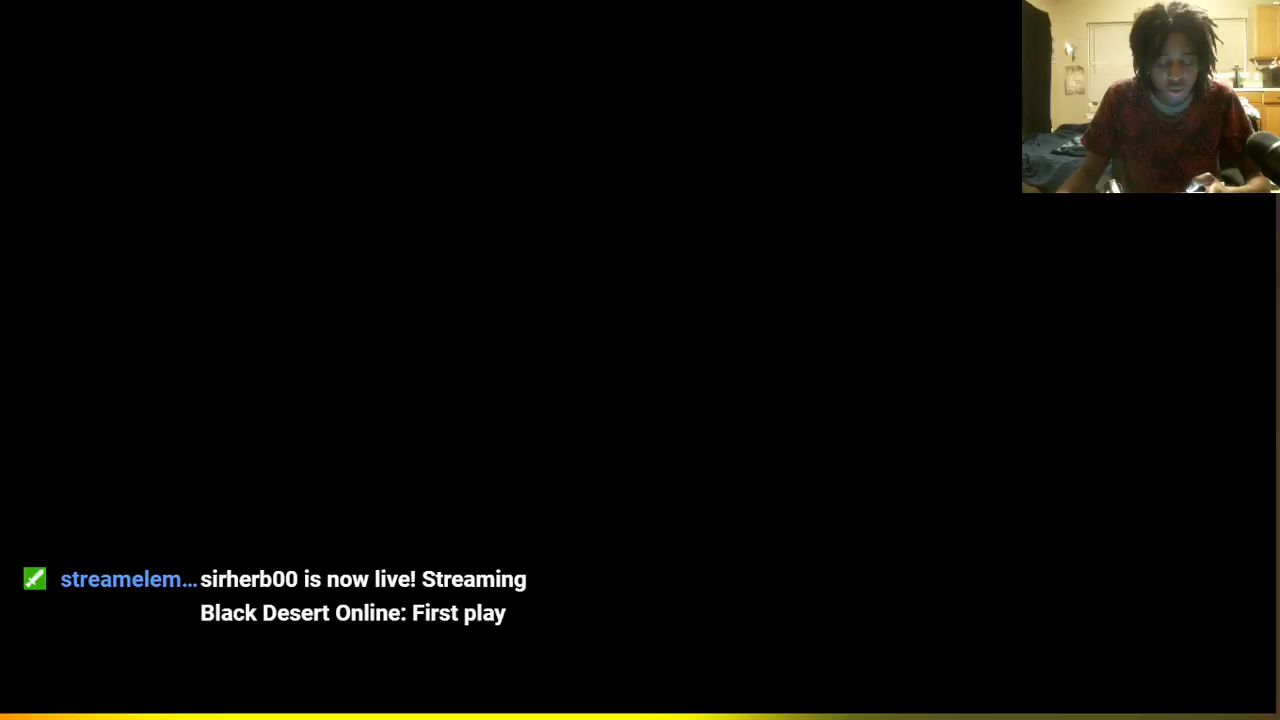 streamelem… sirherb00 is now live! Streaming
Black Desert Online: First play